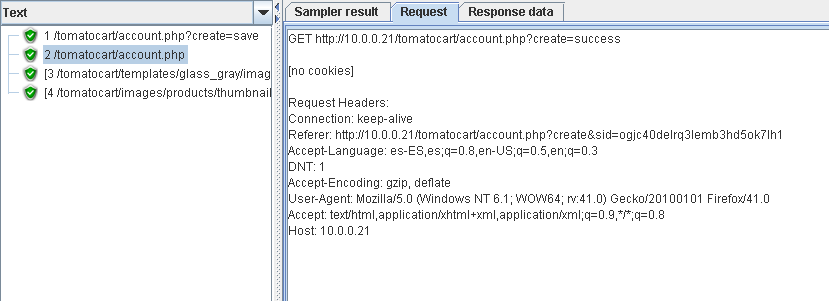 Text
1 /tomatocart/account.php?create=save
2 /tomatocart/account.php
[3 /tomatocart/templates/glass_gray/imag
[4 /tomatocart/images/products/thumbnail
Sampler result Request Response data
GET http://10.0.0.21/tomatocart/account.php?create=success
[no cookies]
Request Headers:
Connection: keep-alive
Referer: http://10.0.0.21/tomatocart/account.php?create&sid=ogjc40delrq3lemb3hd5ok7lh1
Accept-Language: es-ES,es;q=0.8,en-US;q=0.5,en;q=0.3
DNT: 1
Accept-Encoding: gzip, deflate
User-Agent: Mozilla/5.0 (Windows NT 6.1; WOW64; rv:41.0) Gecko/20100101 Firefox/41.0
Accept: text/html,application/xhtml+xml,application/xml;q=0.9,*/*;q=0.8
Host: 10.0.0.21